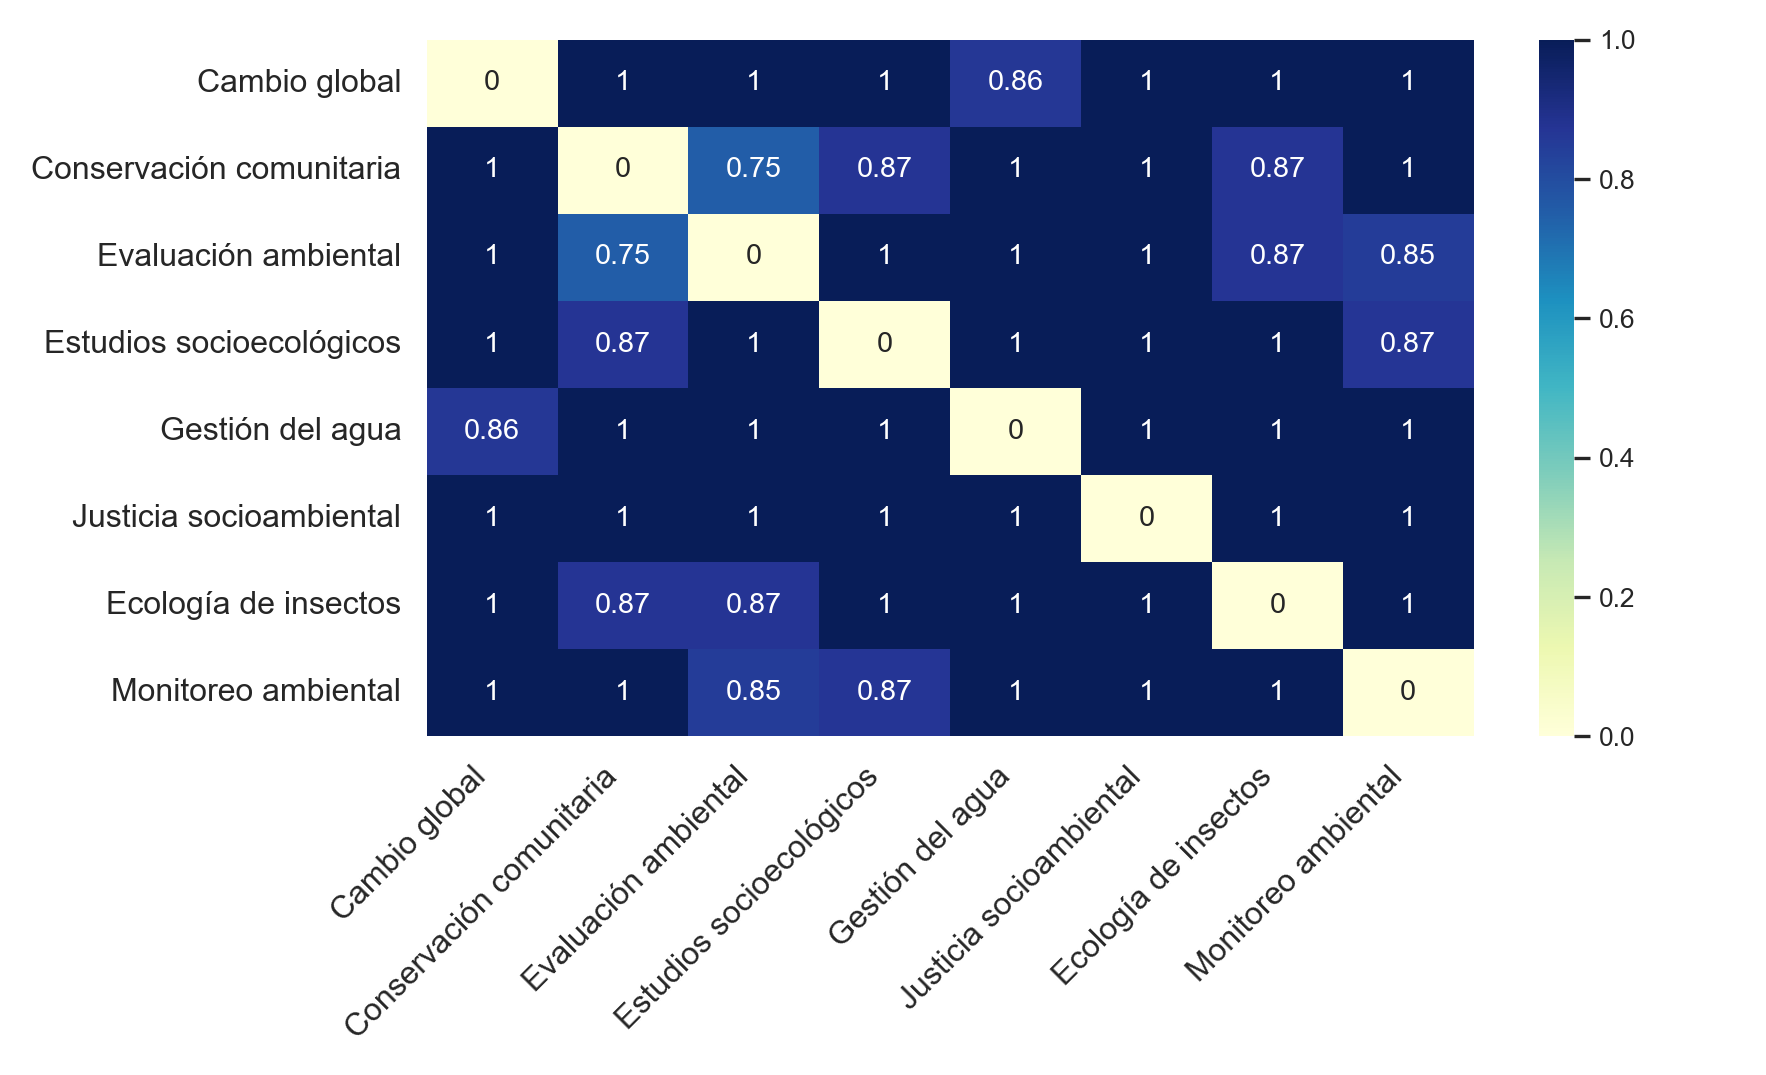 Cambio global 0 1 1 1 0.86 1 1 1
Conservación comunitaria 1 0 0.75 0.87 1 1 0.87 1
Evaluación ambiental 1 0.75 0 1 1 1 0.87 0.85
Estudios socioecológicos 1 0.87 1 0 1 1 1 0.87
Gestión del agua 0.86 1 1 1 0 1 1 1
Justicia socioambiental 1 1 1 1 1 0 1 1
Ecología de insectos 1 0.87 0.87 1 1 1 0 1
Monitoreo ambiental 1 1 0.85 0.87 1 1 1 0
Cambio global
Conservación comunitaria
Evaluación ambiental
Estudios socioecológicos
Gestión del agua
Justicia socioambiental
Ecología de insectos
Monitoreo ambiental
1.0
0.8
0.6
0.4
0.2
0.0